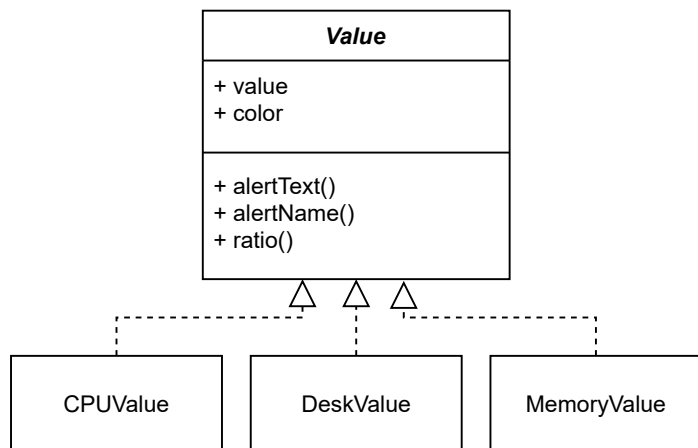 Value
+ value
+ color
+ alertText()
+ alertName()
+ ratio()
CPUValue
DeskValue
MemoryValue